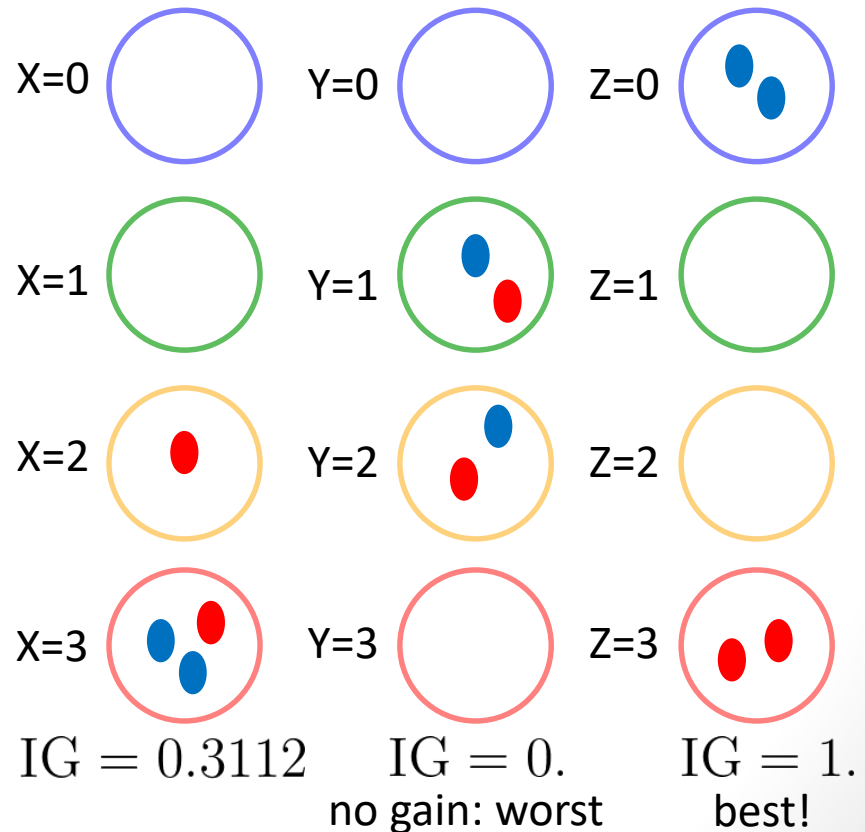 X=0 Y=0 Z=0
X=1 Y=1 Z=1
X=2 Y=2 Z=2
X=3 Y=3 Z=3
IG = 0.3112 IG = 0. IG = 1.
no gain: worst best!